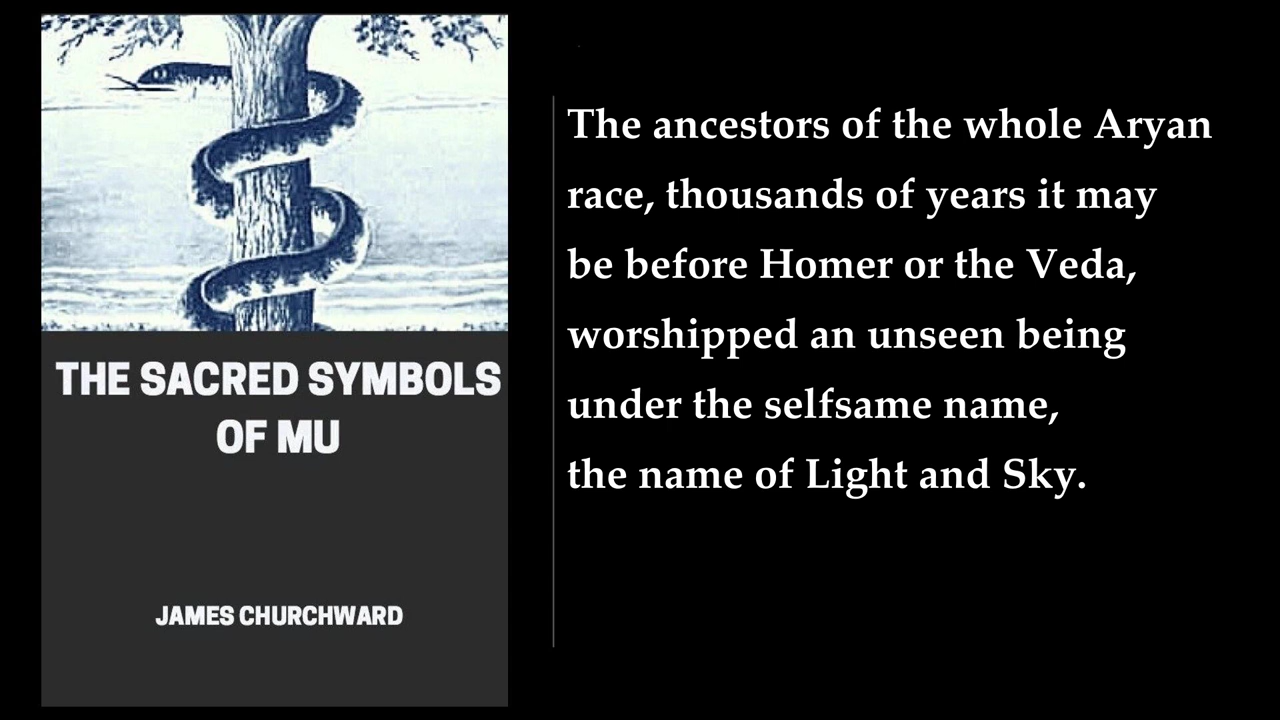 THE SACRED SYMBOLS
OF MU
JAMES CHURCHWARD
The ancestors of the whole Aryan
race, thousands of years it may
be before Homer or the Veda,
worshipped an unseen being
under the selfsame name,
the name of Light and Sky.